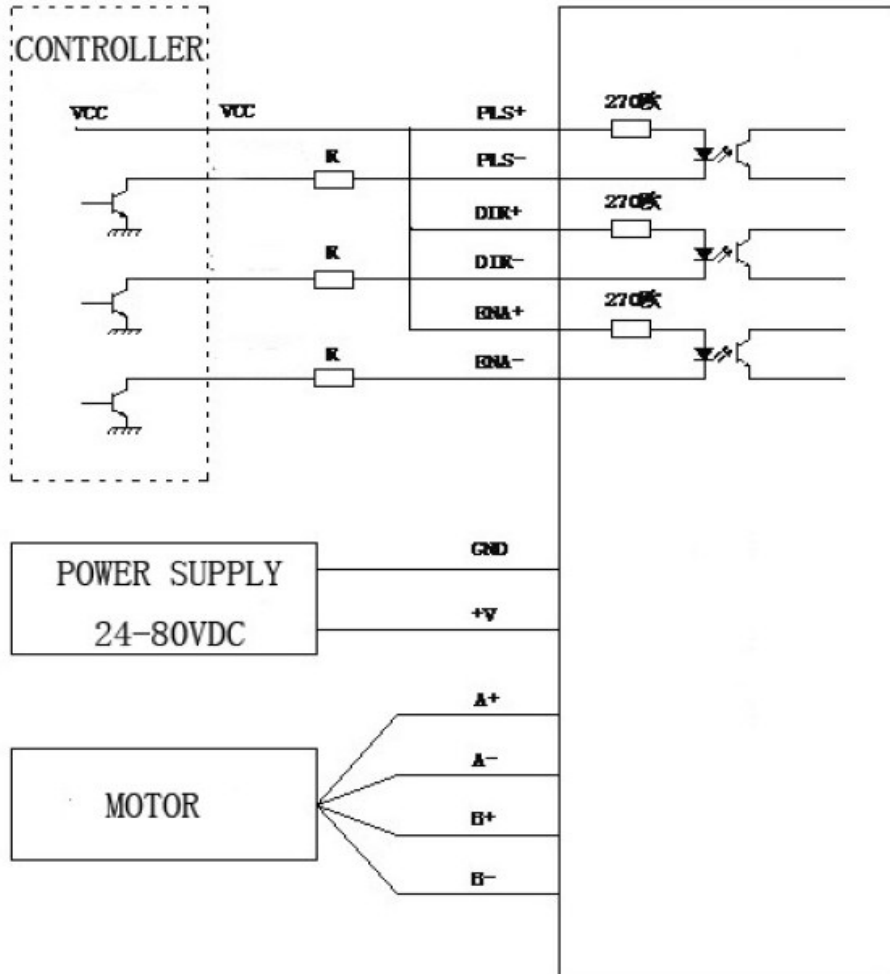 CONTROLLER
VCC VCC PLS+ 270欧
R PLS-
DIR+ 270欧
R DIR-
ENA+ 270欧
R ENA-
GND
POWER SUPPLY
24-80VDC
+V
A+
A-
MOTOR
B+
B-